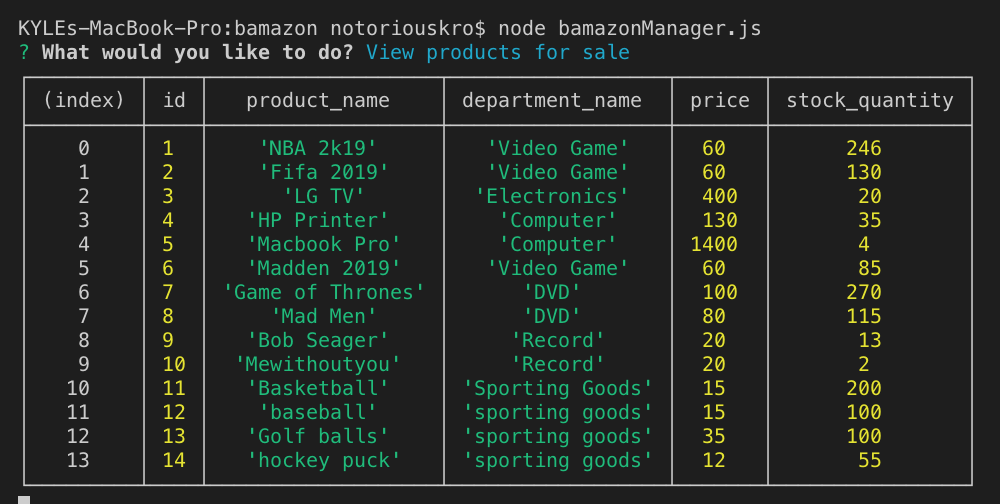 KYLEs-MacBook-Pro:bamazon notoriouskro$ node bamazonManager.js
? What would you like to do? View products for sale
(index) id product_name department_name price stock_quantity
0 1 'NBA 2k19' 'Video Game' 60 246
1 2 'Fifa 2019' 'Video Game' 60 130
2 3 'LG TV' 'Electronics' 400 20
3 4 'HP Printer' 'Computer' 130 35
4 5 'Macbook Pro' 'Computer' 1400 4
5 6 'Madden 2019' 'Video Game' 60 85
6 7 'Game of Thrones' 'DVD' 100 270
7 8 'Mad Men' 'DVD' 80 115
8 9 'Bob Seager' 'Record' 20 13
9 10 'Mewithoutyou' 'Record' 20 2
10 11 'Basketball' 'Sporting Goods' 15 200
11 12 'baseball' 'sporting goods' 15 100
12 13 'Golf balls' 'sporting goods' 35 100
13 14 'hockey puck' 'sporting goods' 12 55